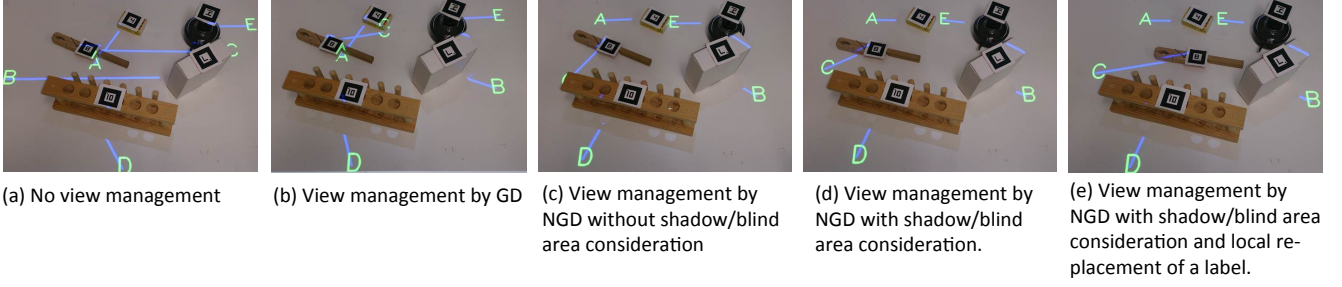 E
C
A
B
D
C
A
B
D
A
E
B
D
A
E
C
B
D
A
E
C
B
D
(a) No view management
(b) View management by GD
(c) View management by
NGD without shadow/blind
area consideration
(d) View management by
NGD with shadow/blind
area consideration.
(e) View management by
NGD with shadow/blind area
consideration and local re-
placement of a label.